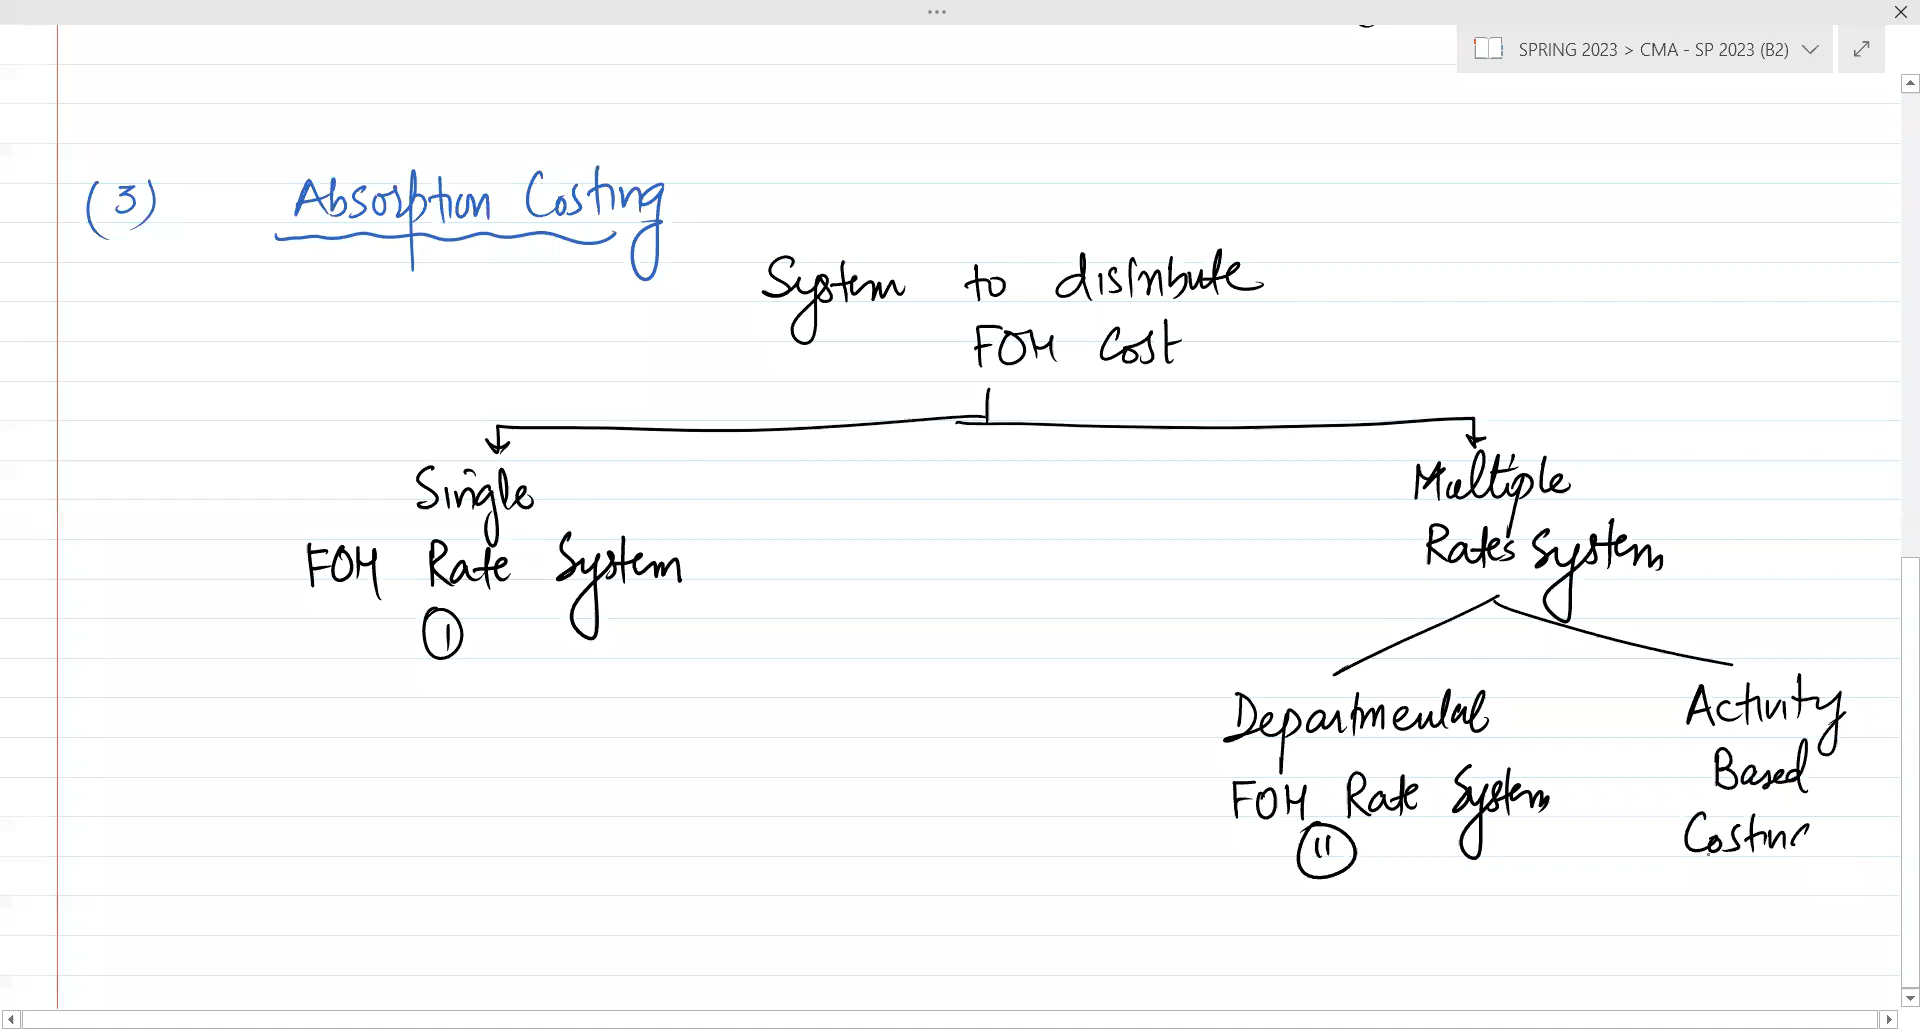 SPRING 2023 > CMA - SP 2023 (B2)
(3) Absorption Costing
System to distribute
FOH Cost
Single
FOH Rate System
I
Multiple
Rates System
Departmental
FOH Rate System
II
Activity
Based
Costing